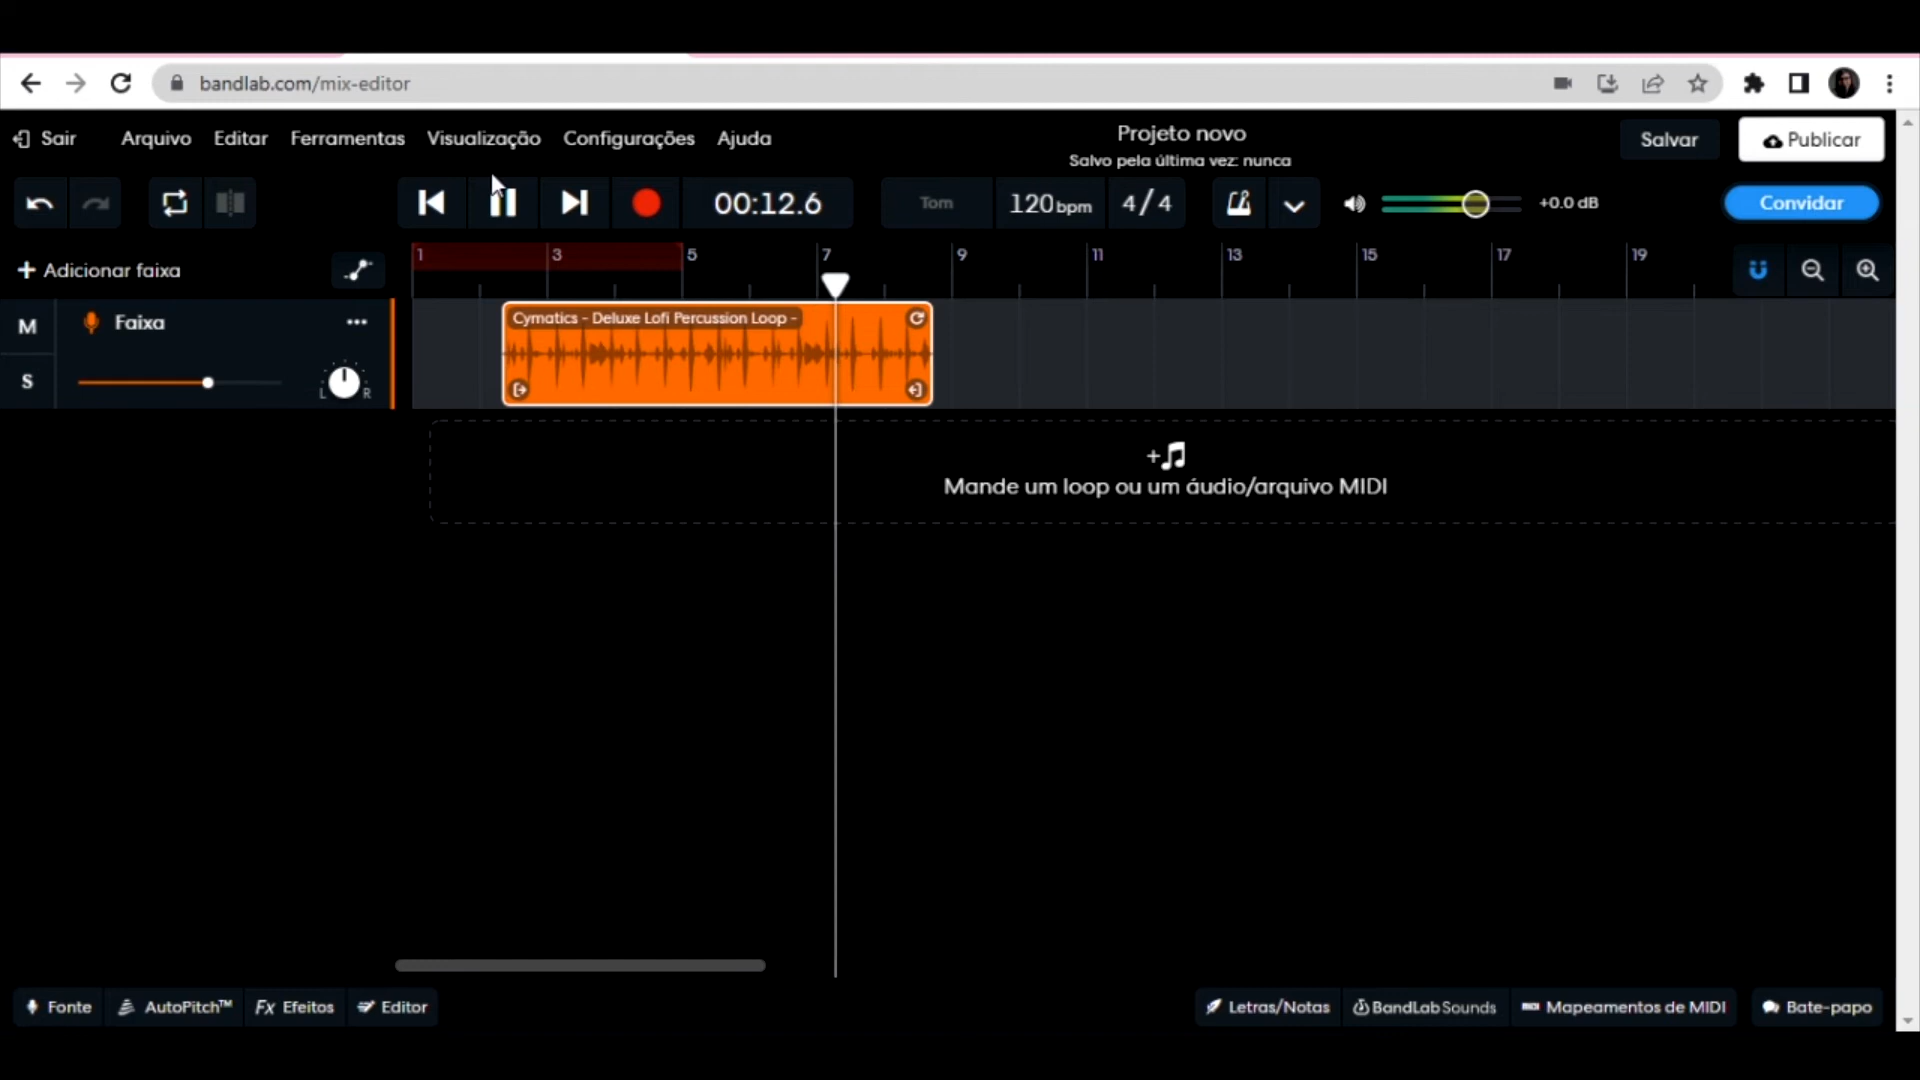 bandlab.com/mix-editor
Sair Arquivo Editar Ferramentas Visualização Configurações Ajuda
Projeto novo
Salvo pela última vez: nunca
Salvar
Publicar
00:12.6
Tom
120bpm
4/4
+0.0 dB
Convidar
+ Adicionar faixa
1 3 5 7 9 11 13 15 17 19
M
Faixa
...
S
L R
Cymatics - Deluxe Lofi Percussion Loop -
Mande um loop ou um áudio/arquivo MIDI
Fonte AutoPitch™ Fx Efeitos Editor
Letras/Notas BandLab Sounds Mapeamentos de MIDI Bate-papo